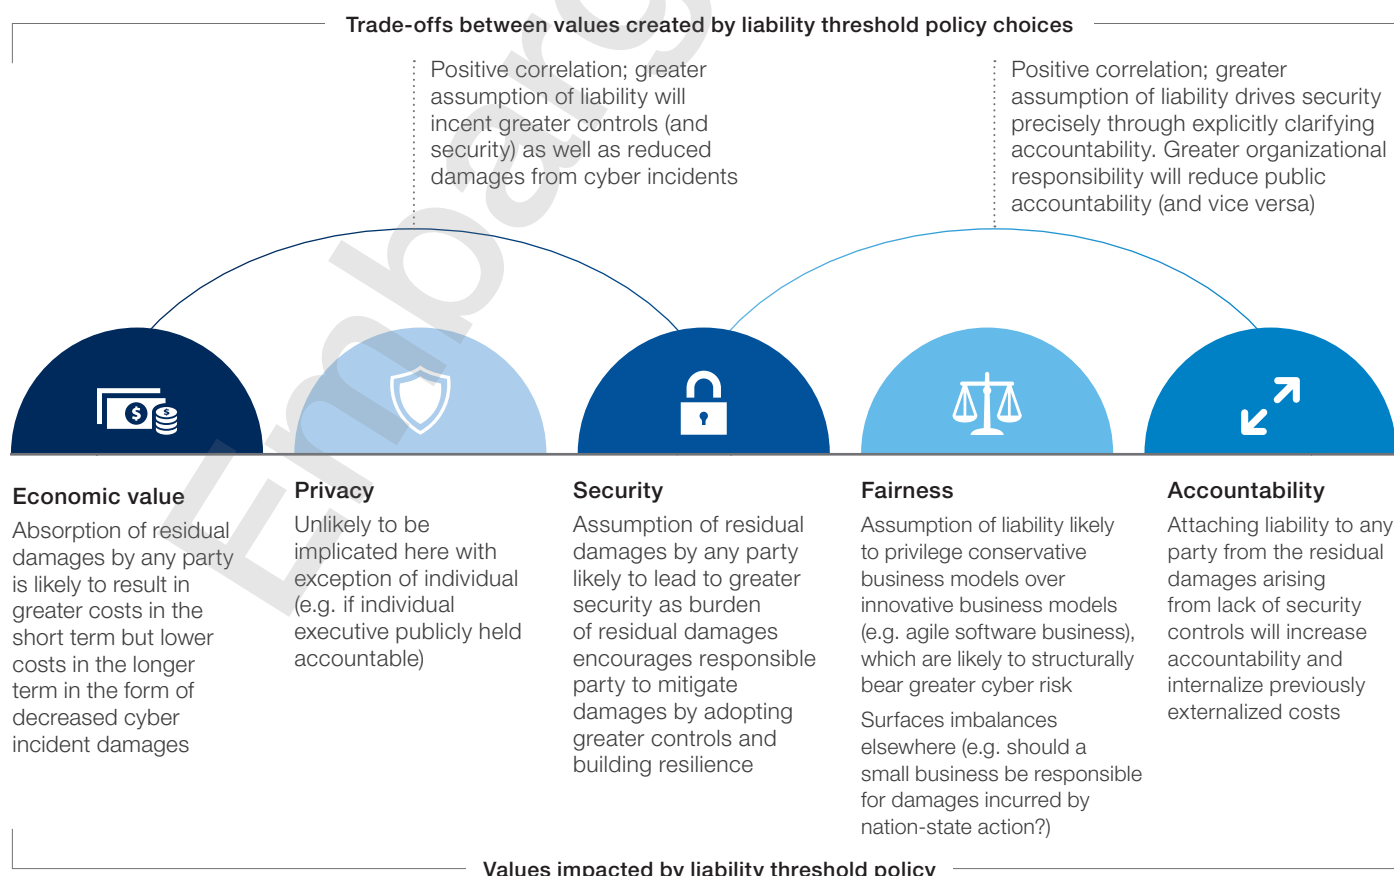 Trade-offs between values created by liability threshold policy choices
Positive correlation; greater
assumption of liability will
incent greater controls (and
security) as well as reduced
damages from cyber incidents
Positive correlation; greater
assumption of liability drives security
precisely through explicitly clarifying
accountability. Greater organizational
responsibility will reduce public
accountability (and vice versa)
Economic value
Absorption of residual
damages by any party
is likely to result in
greater costs in the
short term but lower
costs in the longer
term in the form of
decreased cyber
incident damages
Privacy
Unlikely to be
implicated here with
exception of individual
(e.g. if individual
executive publicly held
accountable)
Security
Assumption of residual
damages by any party
likely to lead to greater
security as burden
of residual damages
encourages responsible
party to mitigate
damages by adopting
greater controls and
building resilience
Fairness
Assumption of liability likely
to privilege conservative
business models over
innovative business models
(e.g. agile software business),
which are likely to structurally
bear greater cyber risk
Surfaces imbalances
elsewhere (e.g. should a
small business be responsible
for damages incurred by
nation-state action?)
Accountability
Attaching liability to any
party from the residual
damages arising
from lack of security
controls will increase
accountability and
internalize previously
externalized costs
Values impacted by liability threshold policy
Embarg